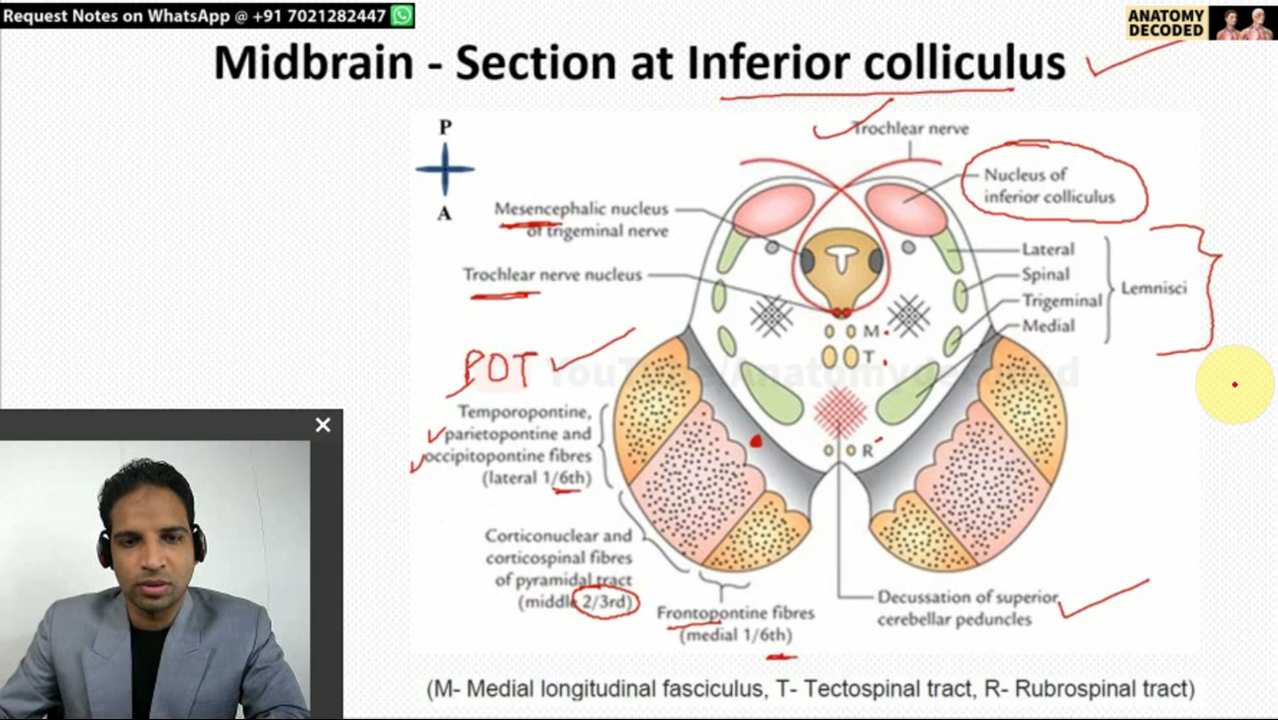 Request Notes on WhatsApp @ +91 7021282447
ANATOMY
DECODED
Midbrain - Section at Inferior colliculus
P
A
Trochlear nerve
Nucleus of
inferior colliculus
Mesencephalic nucleus
of trigeminal nerve
Trochlear nerve nucleus
Lateral
Spinal
Trigeminal
Medial
Lemnisci
M
T
R
POT
YouTube/Anatomydecoded
Temporopontine,
parietopontine and
occipitopontine fibres
(lateral 1/6th)
Corticonuclear and
corticospinal fibres
of pyramidal tract
(middle 2/3rd)
Frontopontine fibres
(medial 1/6th)
Decussation of superior
cerebellar peduncles
(M- Medial longitudinal fasciculus, T- Tectospinal tract, R- Rubrospinal tract)